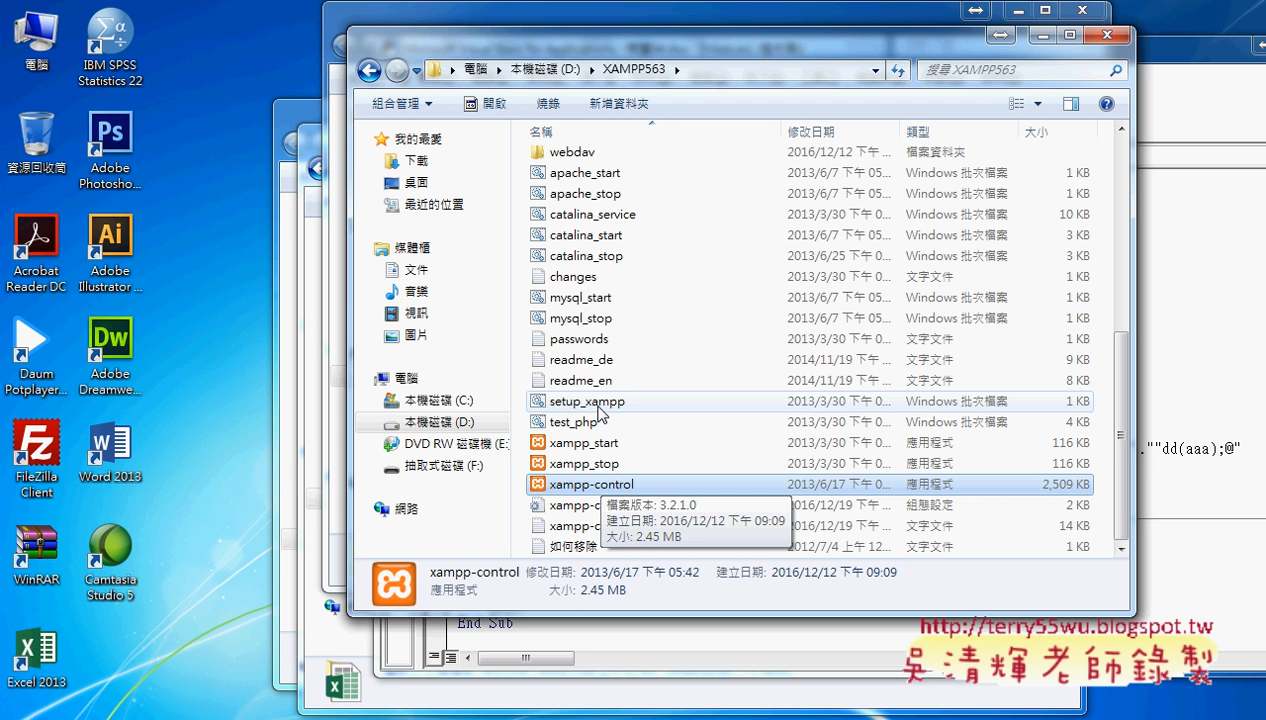 電腦
IBM SPSS
Statistics 22
資源回收筒
Adobe
Photosho...
Acrobat
Reader DC
Adobe
Illustrator ...
Daum
Potplayer...
Adobe
Dreamwe...
FileZilla
Client
Word 2013
WinRAR
Camtasia
Studio 5
Excel 2013
電腦 本機磁碟 (D:) XAMPP563
搜尋 XAMPP563
組合管理 開啟 燒錄 新增資料夾
我的最愛
下載
桌面
最近的位置
媒體櫃
文件
音樂
視訊
圖片
電腦
本機磁碟 (C:)
本機磁碟 (D:)
DVD RW 磁碟機 (E:
抽取式磁碟 (F:)
網路
名稱 修改日期 類型 大小
webdav 2016/12/12 下午 ... 檔案資料夾
apache_start 2013/6/7 下午 05... Windows 批次檔案 1 KB
apache_stop 2013/6/7 下午 05... Windows 批次檔案 1 KB
catalina_service 2013/3/30 下午 0... Windows 批次檔案 10 KB
catalina_start 2013/6/7 下午 05... Windows 批次檔案 3 KB
catalina_stop 2013/6/25 下午 0... Windows 批次檔案 3 KB
changes 2013/3/30 下午 0... 文字文件 1 KB
mysql_start 2013/6/7 下午 05... Windows 批次檔案 1 KB
mysql_stop 2013/6/7 下午 05... Windows 批次檔案 1 KB
passwords 2013/3/30 下午 0... 文字文件 1 KB
readme_de 2014/11/19 下午 ... 文字文件 9 KB
readme_en 2014/11/19 下午 ... 文字文件 8 KB
setup_xampp 2013/3/30 下午 0... Windows 批次檔案 1 KB
test_php 2013/3/30 下午 0... Windows 批次檔案 4 KB
xampp_start 2013/3/30 下午 0... 應用程式 116 KB
xampp_stop 2013/3/30 下午 0... 應用程式 116 KB
xampp-control 2013/6/17 下午 0... 應用程式 2,509 KB
xampp-c 2016/12/19 下午 ... 組態設定 2 KB
xampp-c 2016/12/19 下午 ... 文字文件 14 KB
如何移除 2012/7/4 上午 12... 文字文件 1 KB
檔案版本: 3.2.1.0
建立日期: 2016/12/12 下午 09:09
大小: 2.45 MB
xampp-control 修改日期: 2013/6/17 下午 05:42 建立日期: 2016/12/12 下午 09:09
應用程式 大小: 2.45 MB
.""dd(aaa);@"
End Sub
http://terry55wu.blogspot.tw
吳清輝老師錄製